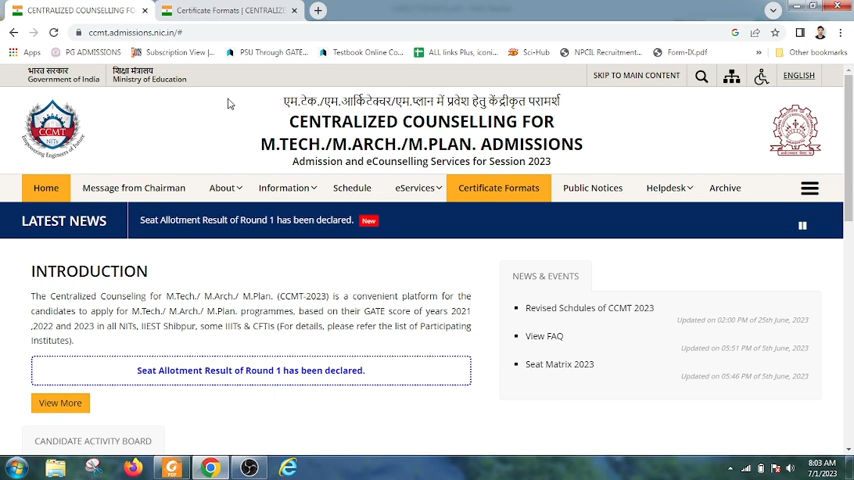 CENTRALIZED COUNSELLING FO
Certificate Formats | CENTRALIZE
ccmt.admissions.nic.in/#
Apps
PG ADMISSIONS
Subscription View |...
PSU Through GATE...
Testbook Online Co...
ALL links Plus, iconi...
Sci-Hub
NPCIL Recruitment...
Form-IX.pdf
Other bookmarks
भारत सरकार
Government of India
शिक्षा मंत्रालय
Ministry of Education
SKIP TO MAIN CONTENT
ENGLISH
CCMT
एम.टेक./एम.आर्किटेक्चर/एम.प्लान में प्रवेश हेतु केंद्रीकृत परामर्श
CENTRALIZED COUNSELLING FOR
M.TECH./M.ARCH./M.PLAN. ADMISSIONS
Admission and eCounselling Services for Session 2023
Home
Message from Chairman
About
Information
Schedule
eServices
Certificate Formats
Public Notices
Helpdesk
Archive
LATEST NEWS
Seat Allotment Result of Round 1 has been declared. New
INTRODUCTION
The Centralized Counseling for M.Tech./ M.Arch./ M.Plan. (CCMT-2023) is a convenient platform for the
candidates to apply for M.Tech./ M.Arch./ M.Plan. programmes, based on their GATE score of years 2021
,2022 and 2023 in all NITs, IIEST Shibpur, some IIITs & CFTIs (For details, please refer the list of Participating
Institutes).
Seat Allotment Result of Round 1 has been declared.
View More
CANDIDATE ACTIVITY BOARD
NEWS & EVENTS
Revised Schdules of CCMT 2023
Updated on 02:00 PM of 25th June, 2023
View FAQ
Updated on 05:51 PM of 5th June, 2023
Seat Matrix 2023
Updated on 05:46 PM of 5th June, 2023
8:03 AM
7/1/2023